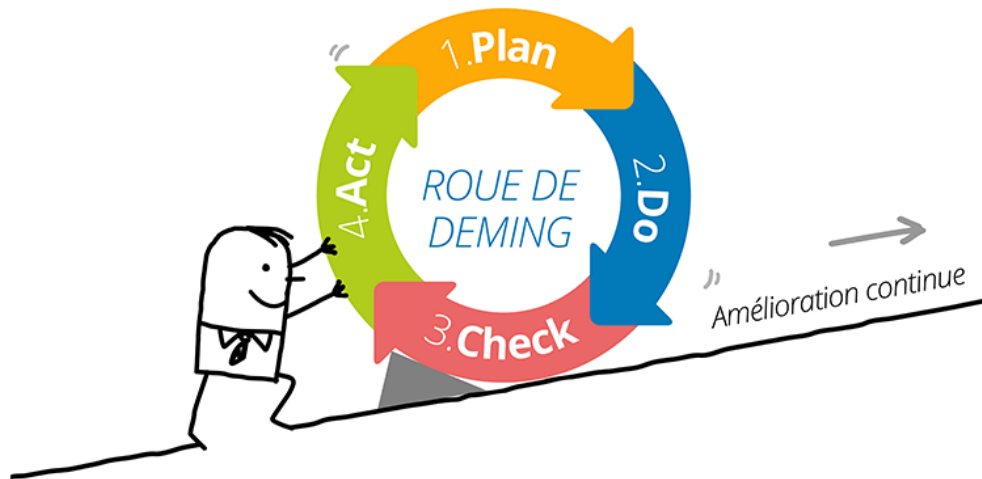 1.Plan
2.Do
3.Check
4.Act
ROUE DE
DEMING
Amélioration continue